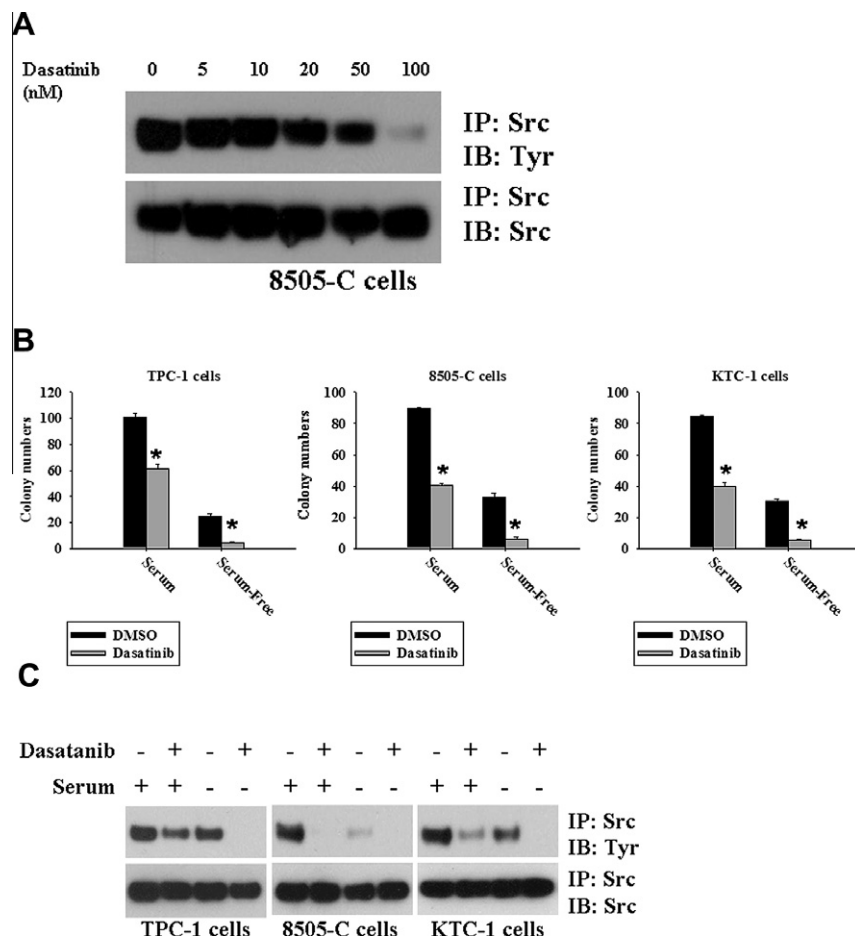 A
Dasatinib 0 5 10 20 50 100
(nM)
IP: Src
IB: Tyr
IP: Src
IB: Src
8505-C cells
B
TPC-1 cells
Colony numbers
120
100
80
60
40
20
0
*
*
Serum
Serum-Free
DMSO
Dasatinib
8505-C cells
Colony numbers
100
80
60
40
20
0
*
*
Serum
Serum-Free
DMSO
Dasatinib
KTC-1 cells
Colony numbers
100
80
60
40
20
0
*
*
Serum
Serum-Free
DMSO
Dasatinib
C
Dasatanib - + - + - + - + - + - +
Serum + + - - + + - - + + - -
IP: Src
IB: Tyr
IP: Src
IB: Src
TPC-1 cells 8505-C cells KTC-1 cells